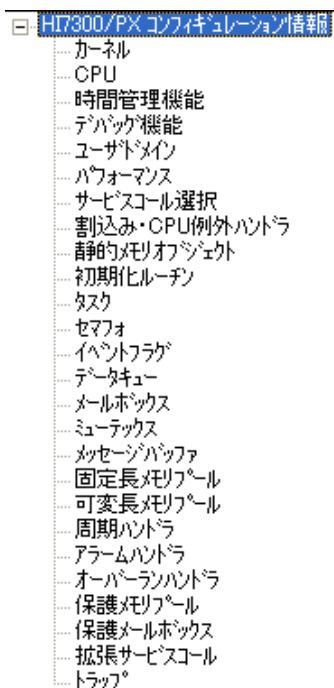 HI7300/PX コンフィギュレーション情報
カーネル
CPU
時間管理機能
デバッグ機能
ユーザドメイン
パフォーマンス
サービスコール選択
割込み・CPU例外ハンドラ
静的メモリオブジェクト
初期化ルーチン
タスク
セマフォ
イベントフラグ
データキュー
メールボックス
ミューテックス
メッセージバッファ
固定長メモリプール
可変長メモリプール
周期ハンドラ
アラームハンドラ
オーバーランハンドラ
保護メモリプール
保護メールボックス
拡張サービスコール
トラップ